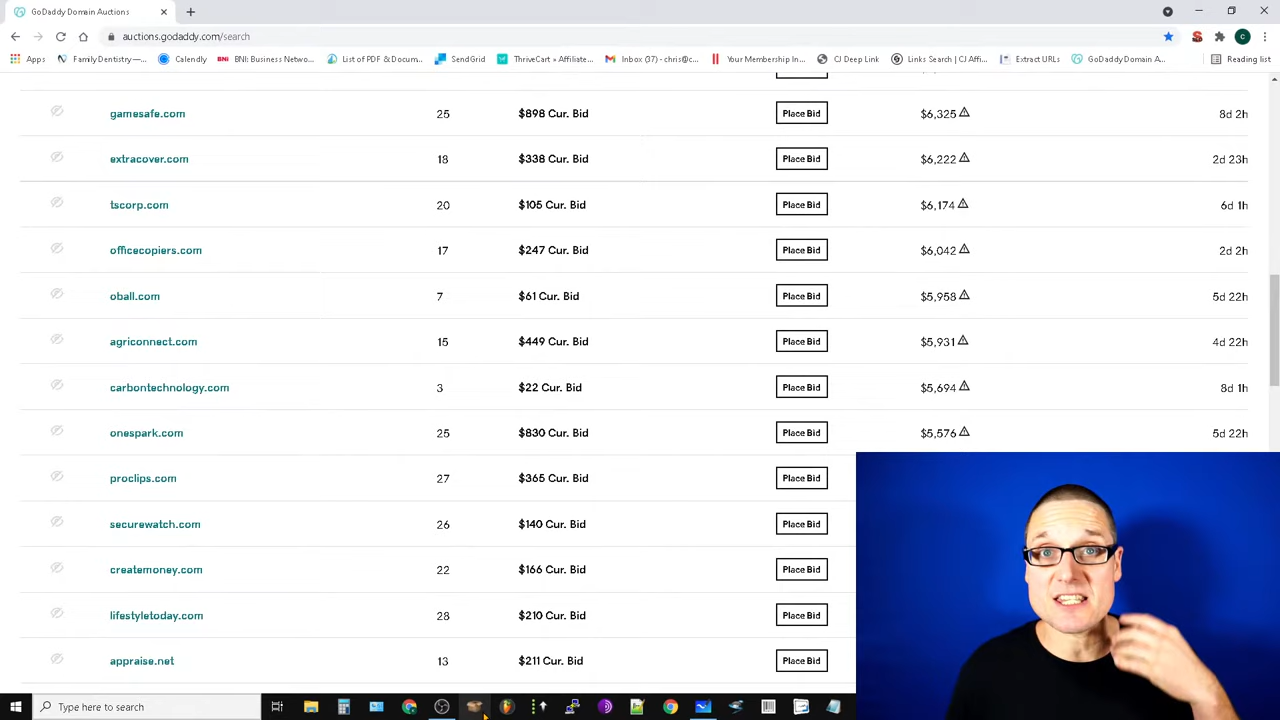 GoDaddy Domain Auctions
auctions.godaddy.com/search
Apps Family Dentistry —... Calendly BNI: Business Netwo... List of PDF & Docum... SendGrid ThriveCart » Affiliate... Inbox (37) - chris@c... Your Membership In... CJ Deep Link Links Search | CJ Affi... Extract URLs GoDaddy Domain A... Reading list
gamesafe.com 25 $898 Cur. Bid Place Bid $6,325 8d 2h
extracover.com 18 $338 Cur. Bid Place Bid $6,222 2d 23h
tscorp.com 20 $105 Cur. Bid Place Bid $6,174 6d 1h
officecopiers.com 17 $247 Cur. Bid Place Bid $6,042 2d 2h
oball.com 7 $61 Cur. Bid Place Bid $5,958 5d 22h
agriconnect.com 15 $449 Cur. Bid Place Bid $5,931 4d 22h
carbontechnology.com 3 $22 Cur. Bid Place Bid $5,694 8d 1h
onespark.com 25 $830 Cur. Bid Place Bid $5,576 5d 22h
proclips.com 27 $365 Cur. Bid Place Bid
securewatch.com 26 $140 Cur. Bid Place Bid
createmoney.com 22 $166 Cur. Bid Place Bid
lifestyletoday.com 28 $210 Cur. Bid Place Bid
appraise.net 13 $211 Cur. Bid Place Bid
Type here to search